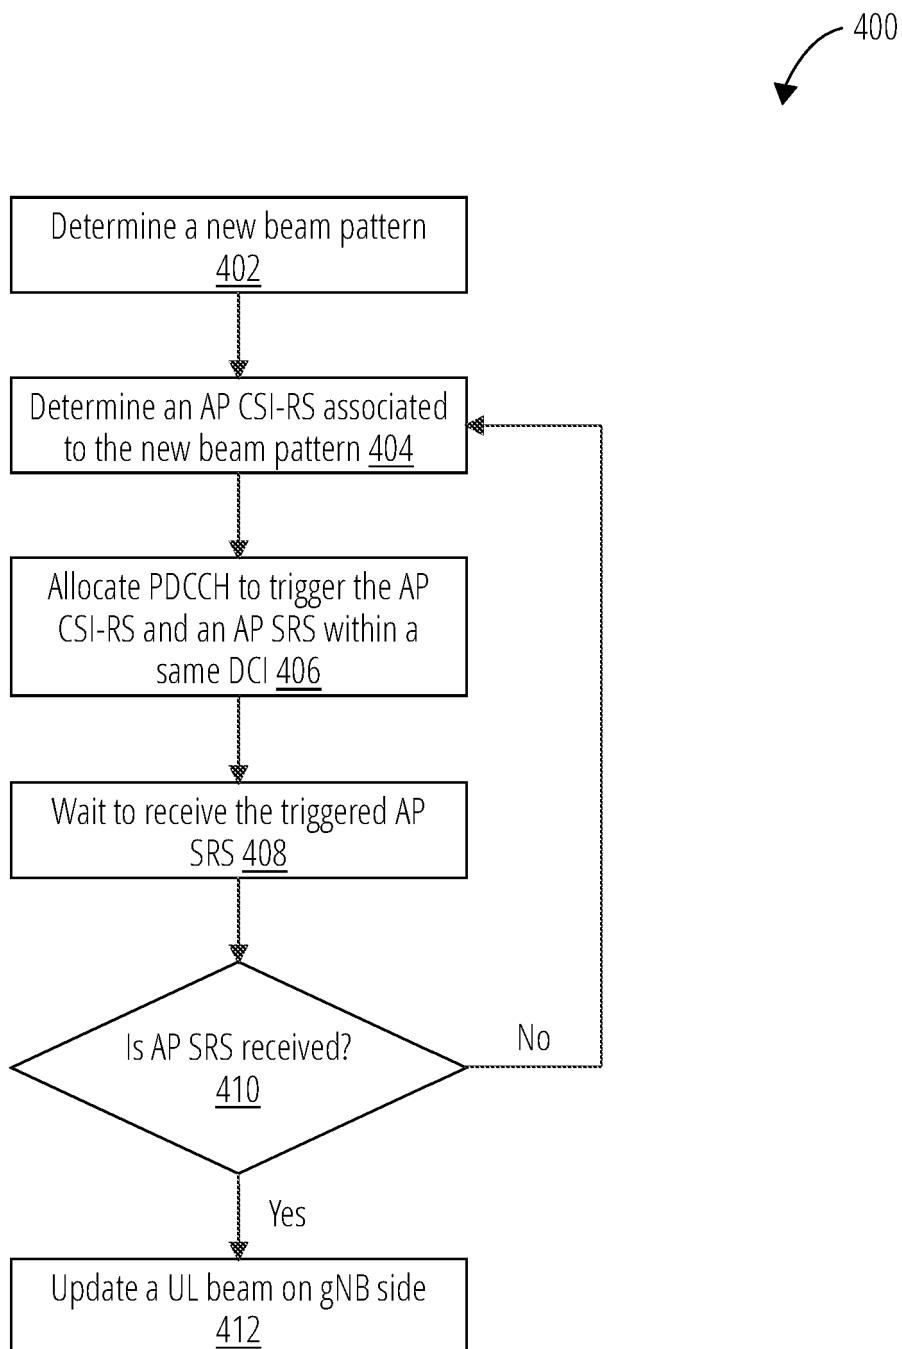 400
Determine a new beam pattern
402
Determine an AP CSI-RS associated
to the new beam pattern 404
Allocate PDCCH to trigger the AP
CSI-RS and an AP SRS within a
same DCI 406
Wait to receive the triggered AP
SRS 408
Is AP SRS received?
410
No
Yes
Update a UL beam on gNB side
412